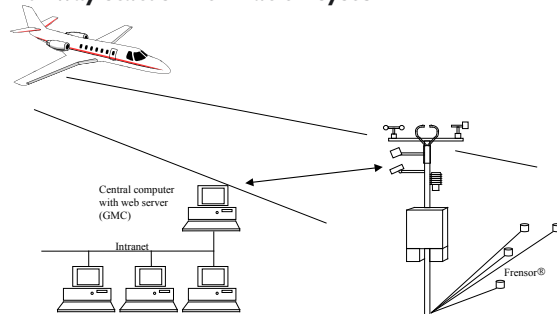 Central computer
with web server
(GMC)
Intranet
Frensor®